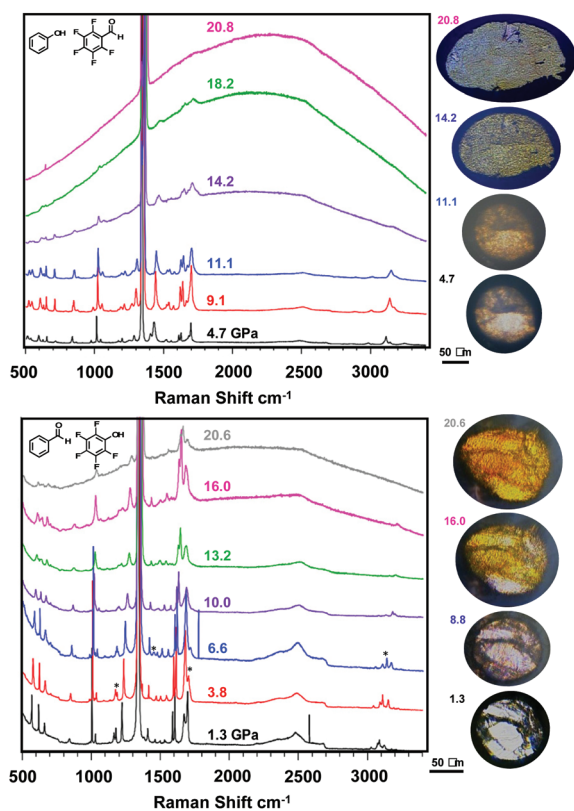 OH
O
H
F
F
F
F
F
20.8
18.2
14.2
11.1
9.1
4.7 GPa
500 1000 1500 2000 2500 3000
Raman Shift cm-1
20.8
14.2
11.1
4.7
50 □m
O
H
F
OH
F
F
F
F
20.6
16.0
13.2
10.0
6.6
3.8
1.3 GPa
*
*
*
*
500 1000 1500 2000 2500 3000
Raman Shift cm-1
20.6
16.0
8.8
1.3
50 □m